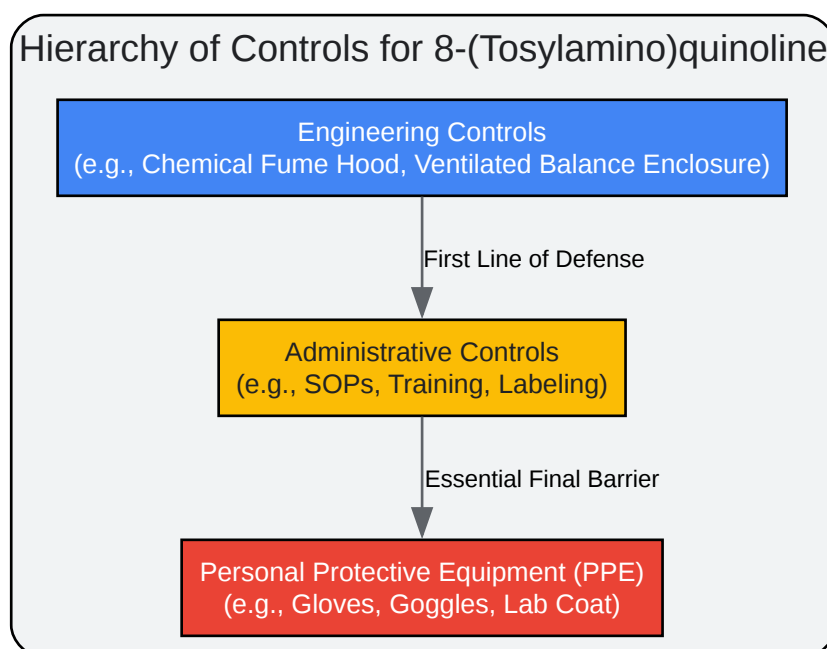 Hierarchy of Controls for 8-(Tosylamino)quinoline
Engineering Controls
(e.g., Chemical Fume Hood, Ventilated Balance Enclosure)
First Line of Defense
Administrative Controls
(e.g., SOPs, Training, Labeling)
Essential Final Barrier
Personal Protective Equipment (PPE)
(e.g., Gloves, Goggles, Lab Coat)